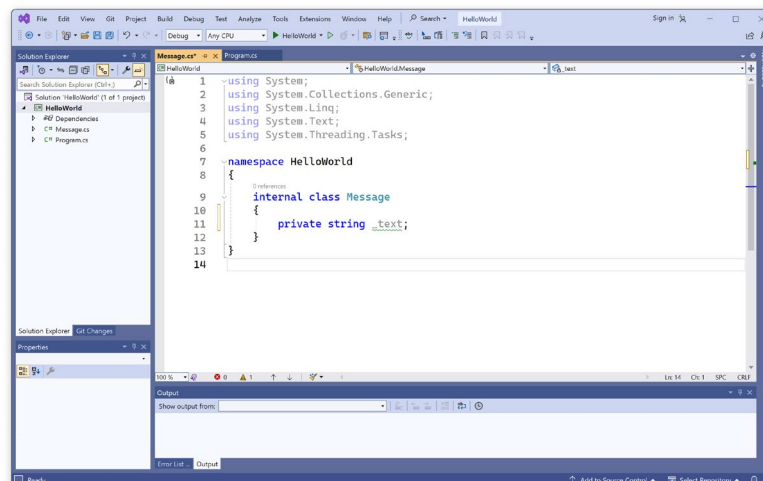 File Edit View Git Project Build Debug Test Analyze Tools Extensions Window Help Search HelloWorld Sign in
Debug Any CPU HelloWorld
Solution Explorer
Message.cs* Program.cs
HelloWorld HelloWorld.Message _text
Search Solution Explorer (Ctrl+;)
Solution 'HelloWorld' (1 of 1 project)
HelloWorld
Dependencies
C# Message.cs
C# Program.cs
1 using System;
2 using System.Collections.Generic;
3 using System.Linq;
4 using System.Text;
5 using System.Threading.Tasks;
6
7 namespace HelloWorld
8 {
0 references
9 internal class Message
10 {
11 private string _text;
12 }
13 }
14
Solution Explorer Git Changes
Properties
100 % 0 1 Ln: 14 Ch: 1 SPC CRLF
Output
Show output from:
Error List ... Output
Ready Add to Source Control Select Repository